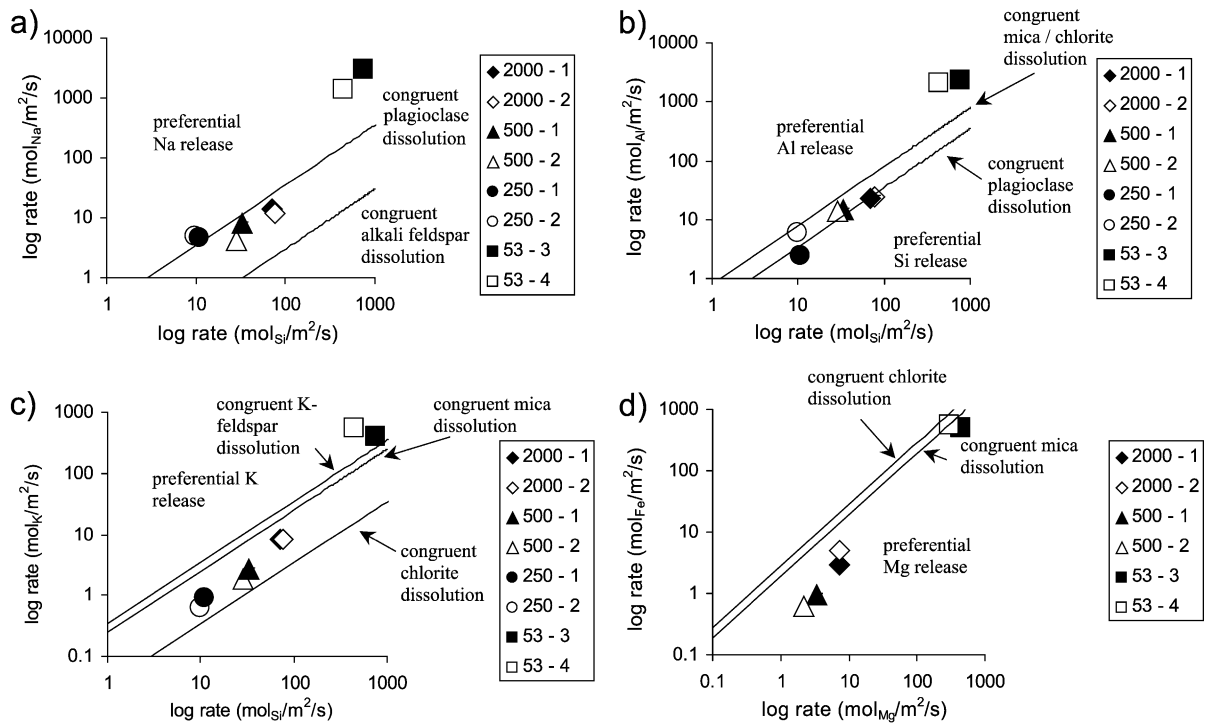 a)
10000
1000
100
10
1
log rate (molNa/m2/s)
preferential
Na release
congruent
plagioclase
dissolution
congruent
alkali feldspar
dissolution
10
100
1000
log rate (molSi/m2/s)
2000 - 1
2000 - 2
500 - 1
500 - 2
250 - 1
250 - 2
53 - 3
53 - 4
b)
10000
1000
100
10
1
log rate (molAl/m2/s)
congruent
mica / chlorite
dissolution
preferential
Al release
congruent
plagioclase
dissolution
preferential
Si release
1
10
100
1000
log rate (molSi/m2/s)
2000 - 1
2000 - 2
500 - 1
500 - 2
250 - 1
250 - 2
53 - 3
53 - 4
c)
1000
100
10
1
0.1
log rate (molK/m2/s)
congruent K-
feldspar
dissolution
congruent mica
dissolution
preferential K
release
congruent
chlorite
dissolution
1
10
100
1000
log rate (molSi/m2/s)
2000 - 1
2000 - 2
500 - 1
500 - 2
250 - 1
250 - 2
53 - 3
53 - 4
d)
1000
100
10
1
0.1
log rate (molFe/m2/s)
congruent chlorite
dissolution
congruent mica
dissolution
preferential
Mg release
0.1
1
10
100
1000
log rate (molMg/m2/s)
2000 - 1
2000 - 2
500 - 1
500 - 2
53 - 3
53 - 4